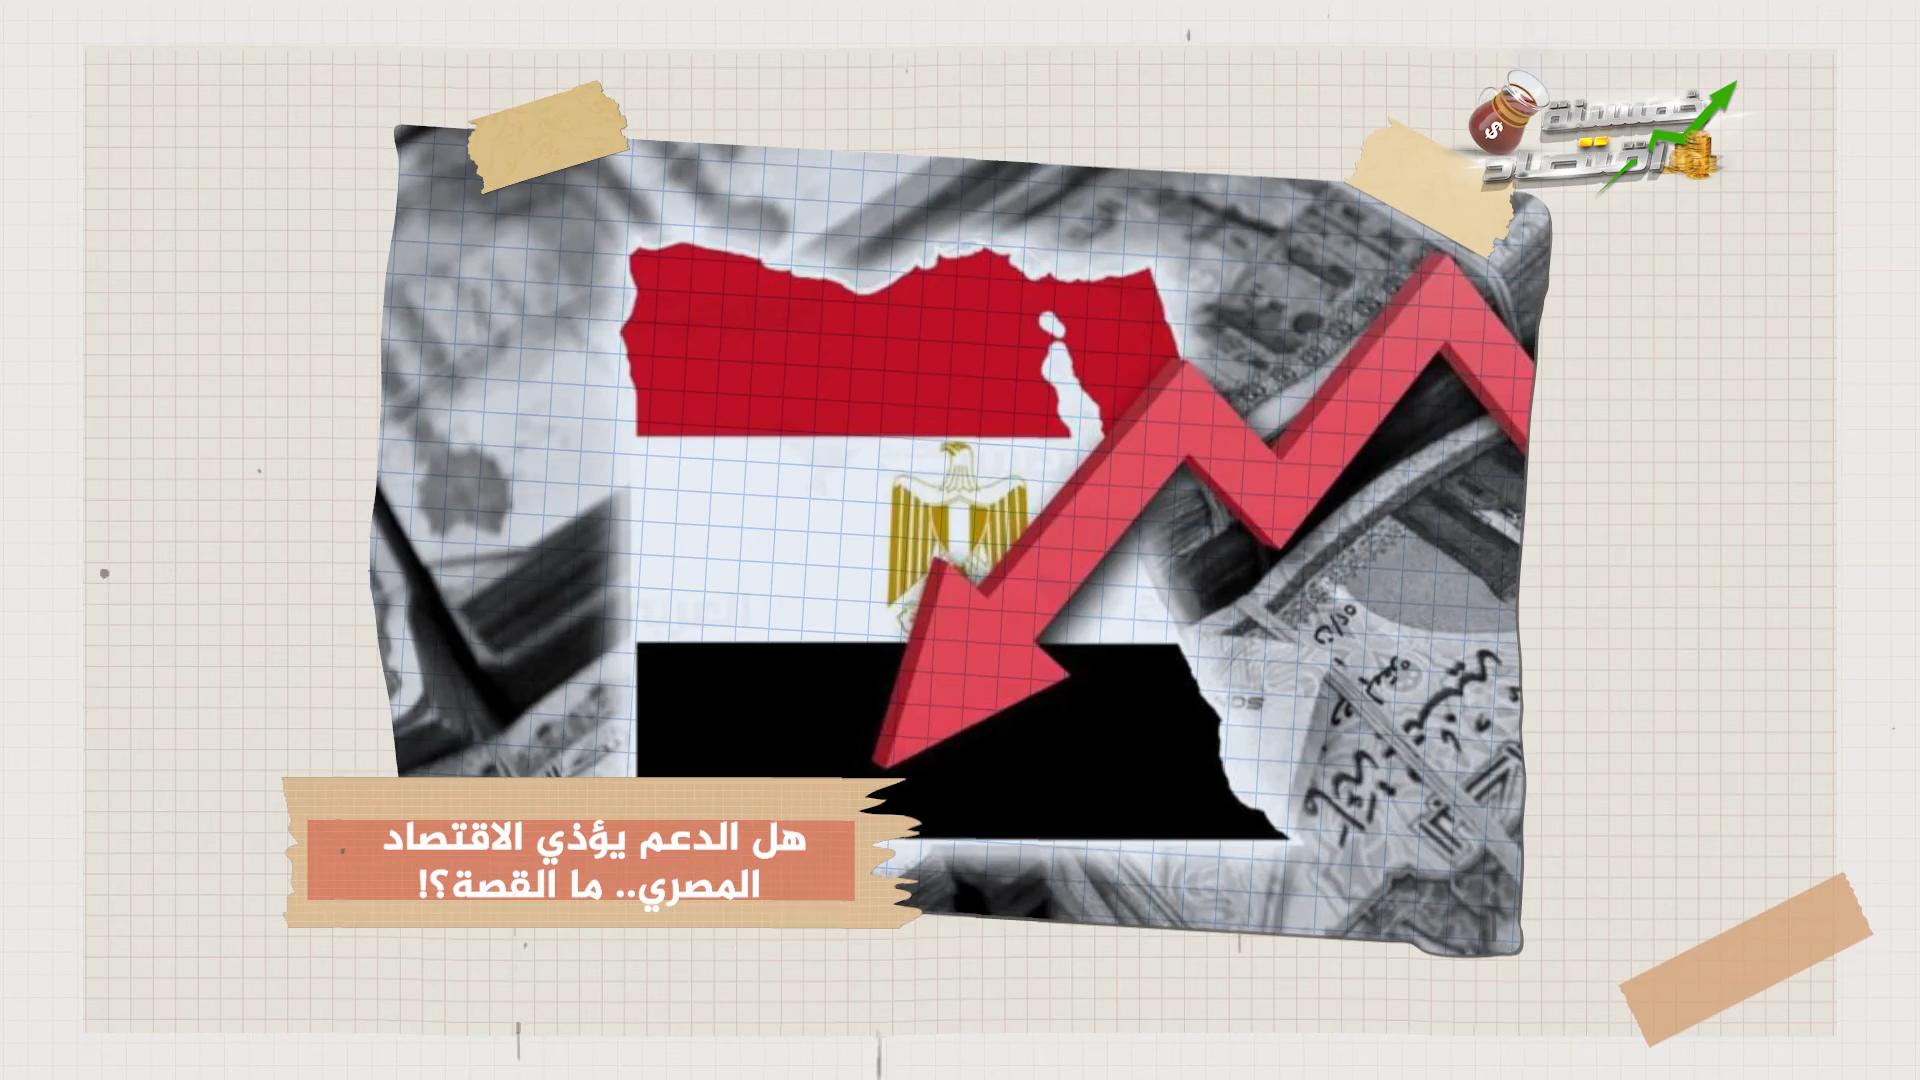 خمسينة
اقتصاد
$
هل الدعم يؤذي الاقتصاد
المصري.. ما القصة؟!